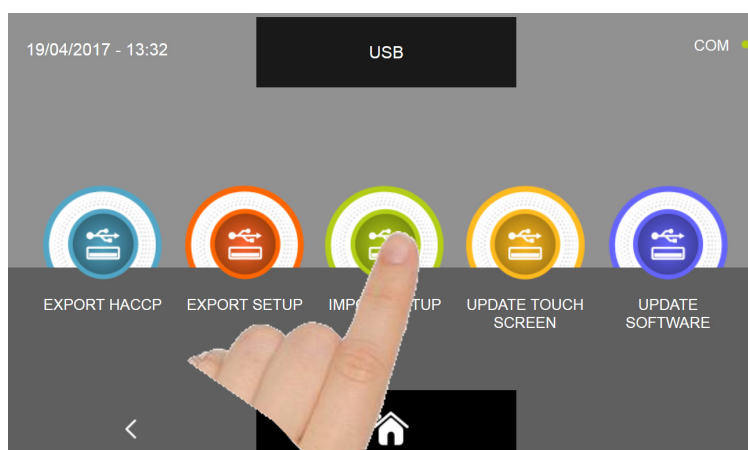 19/04/2017 - 13:32
USB
COM
EXPORT HACCP
EXPORT SETUP
UPDATE TOUCH
SCREEN
UPDATE
SOFTWARE